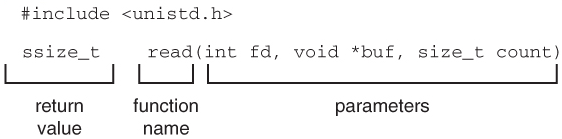 #include <unistd.h>
ssize_t read(int fd, void *buf, size_t count)
return function parameters
value name